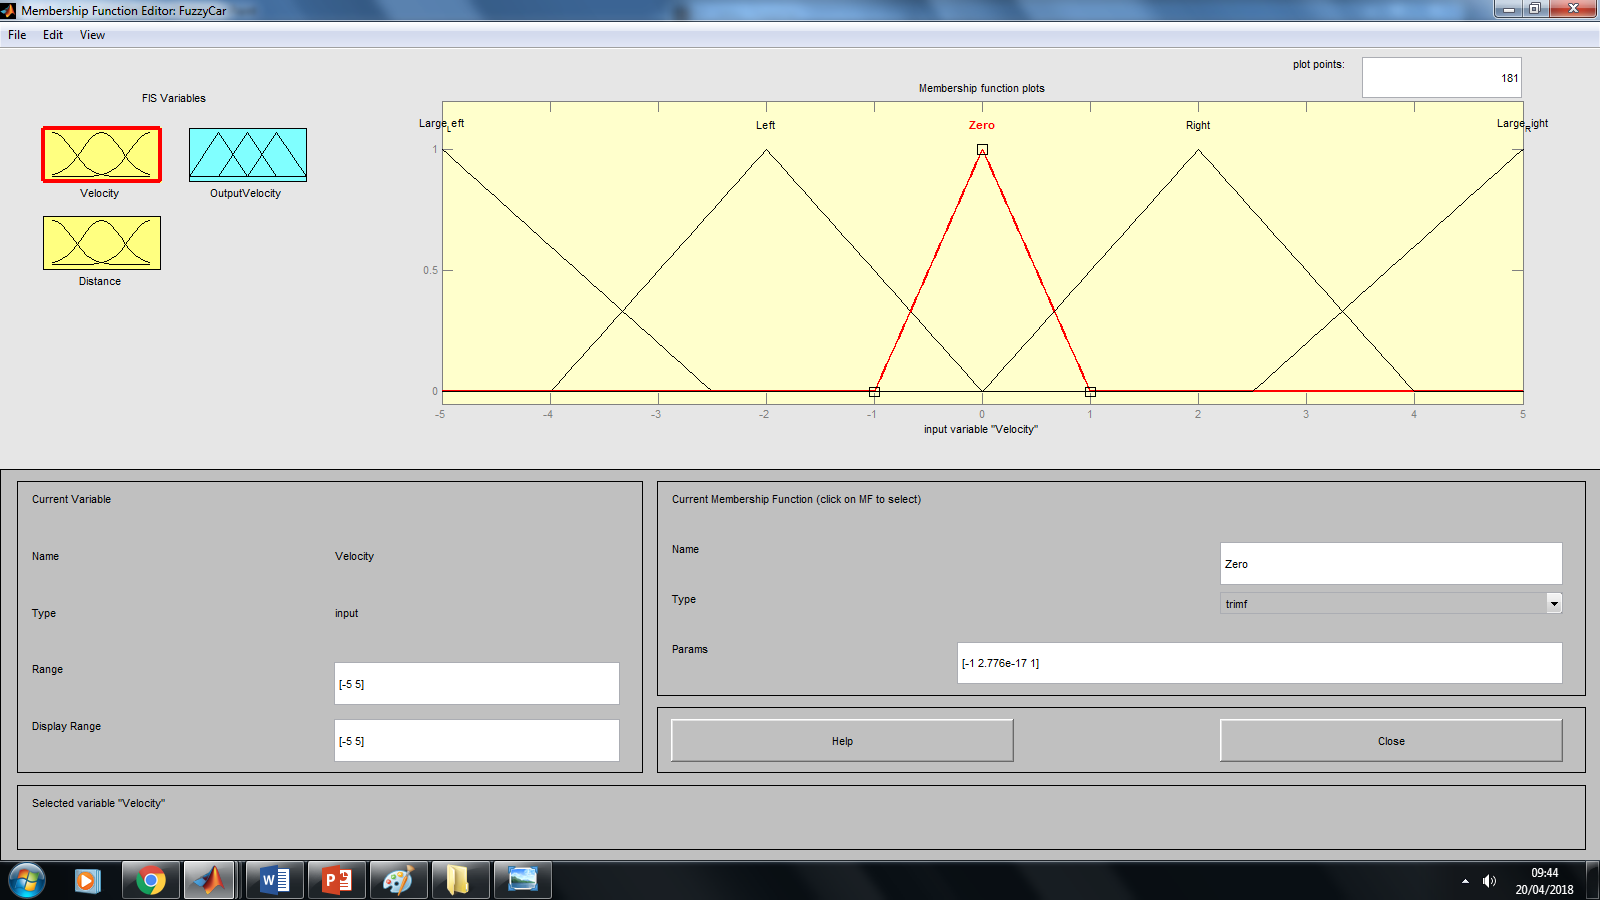 Membership Function Editor: FuzzyCar
File Edit View
plot points:
181
FIS Variables
Membership function plots
Velocity
OutputVelocity
Distance
Large_Left
Left
Zero
Right
Large_Right
1
0.5
0
-5 -4 -3 -2 -1 0 1 2 3 4 5
input variable "Velocity"
Current Variable
Name Velocity
Type input
Range [-5 5]
Display Range [-5 5]
Current Membership Function (click on MF to select)
Name Zero
Type trimf
Params [-1 2.776e-17 1]
Help Close
Selected variable "Velocity"
09:44
20/04/2018